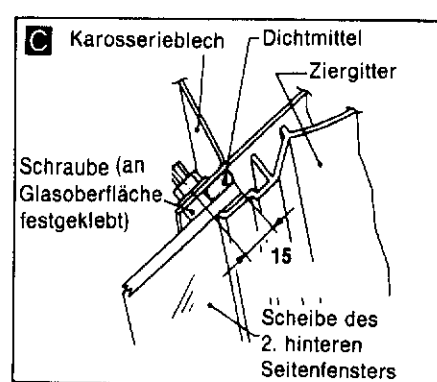 C
Karosserieblech
Dichtmittel
Ziergitter
Schraube (an
Glasoberfläche
festgeklebt)
15
Scheibe des
2. hinteren
Seitenfensters